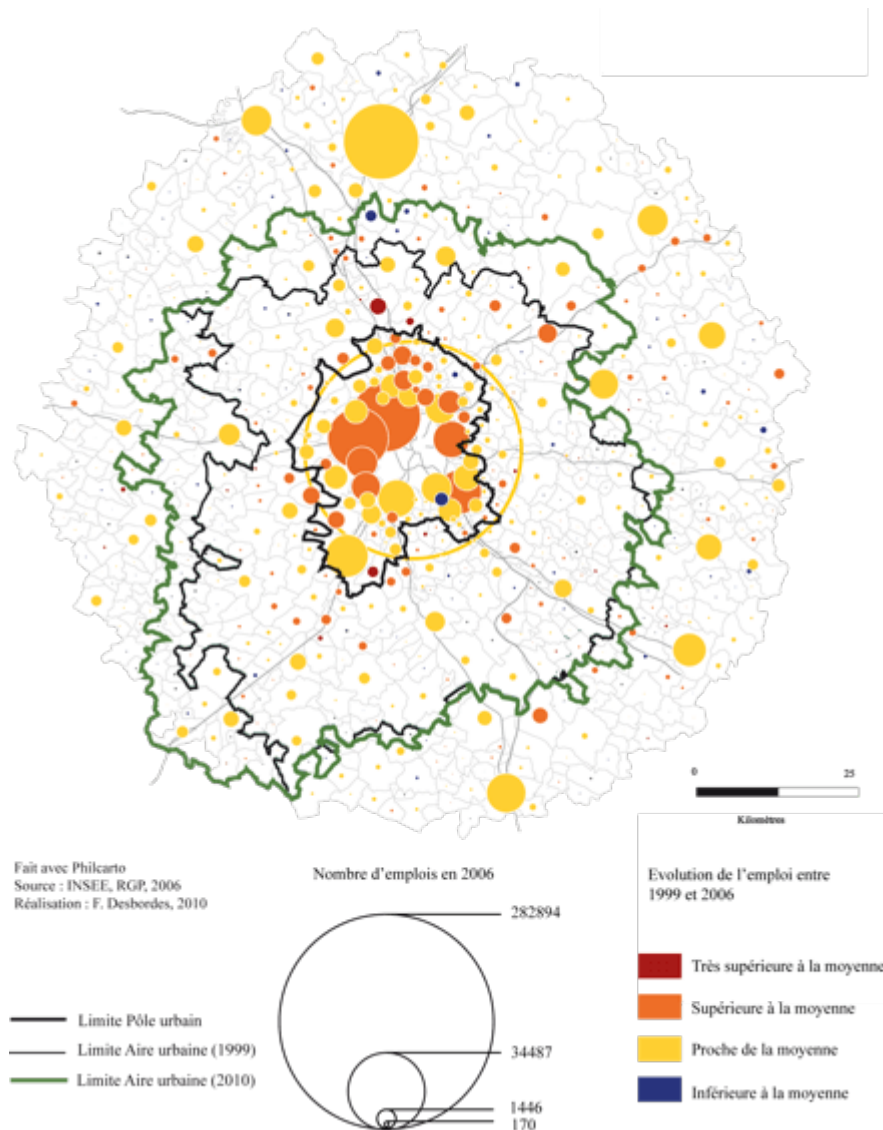 0 25
Kilomètres
Fait avec Philcarto
Source : INSEE, RGP, 2006
Réalisation : F. Desbordes, 2010
Limite Pôle urbain
Limite Aire urbaine (1999)
Limite Aire urbaine (2010)
Nombre d'emplois en 2006
282894
34487
1446
170
Evolution de l'emploi entre
1999 et 2006
Très supérieure à la moyenne
Supérieure à la moyenne
Proche de la moyenne
Inférieure à la moyenne